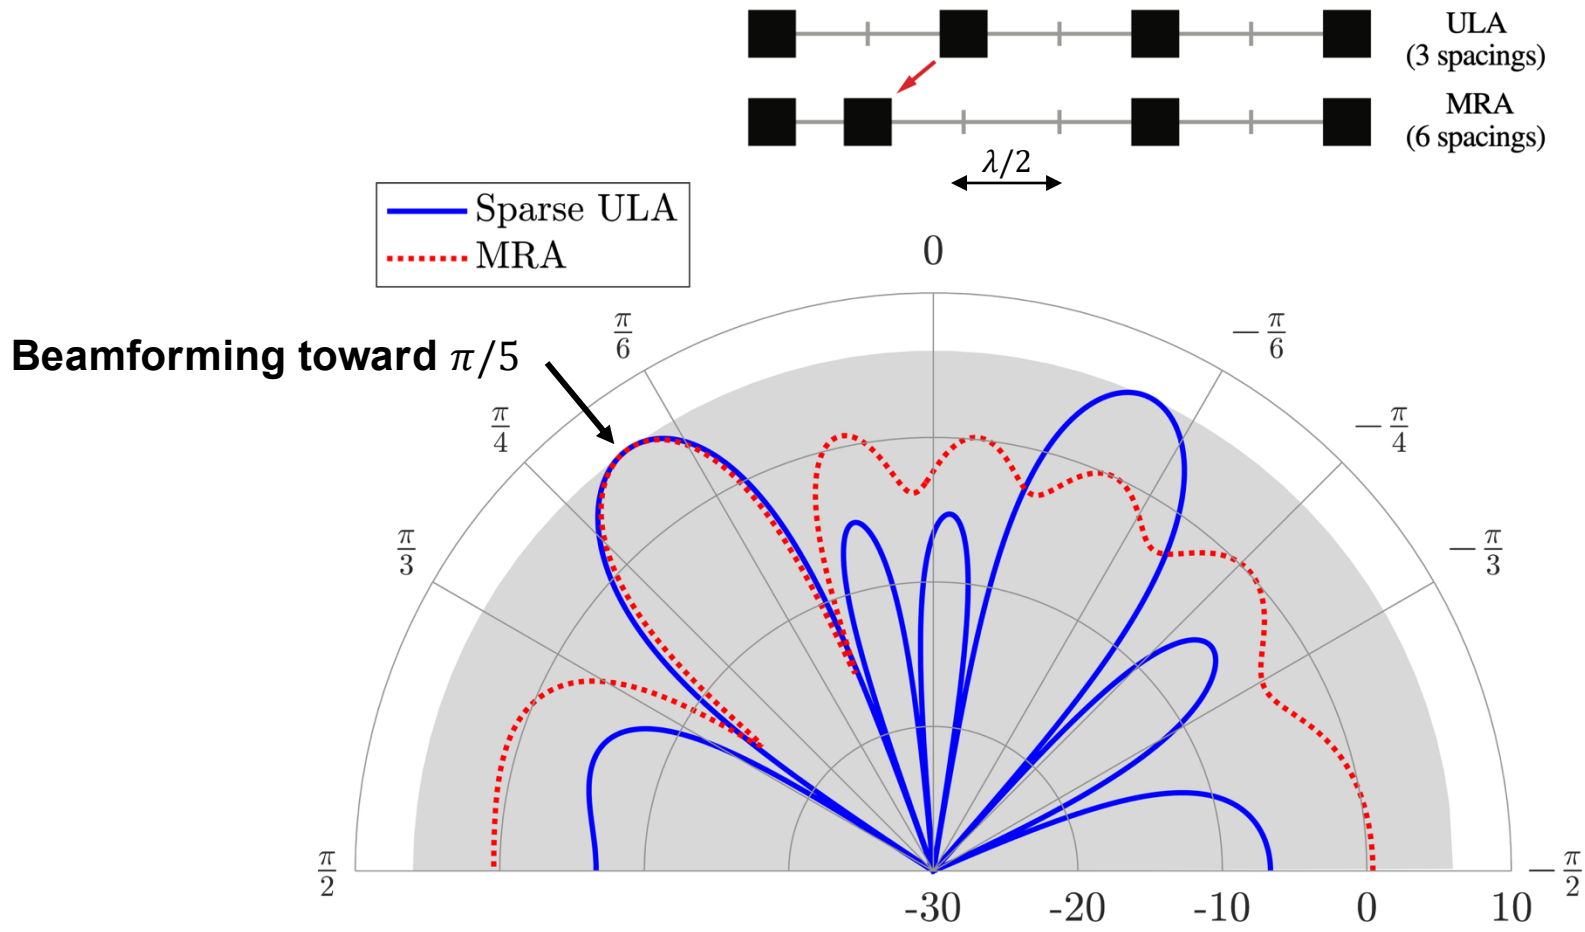 ULA
(3 spacings)
MRA
(6 spacings)
λ/2
Sparse ULA
MRA
Beamforming toward π/5
0
π/6
−π/6
π/4
−π/4
π/3
−π/3
π/2
−π/2
-30 -20 -10 0 10